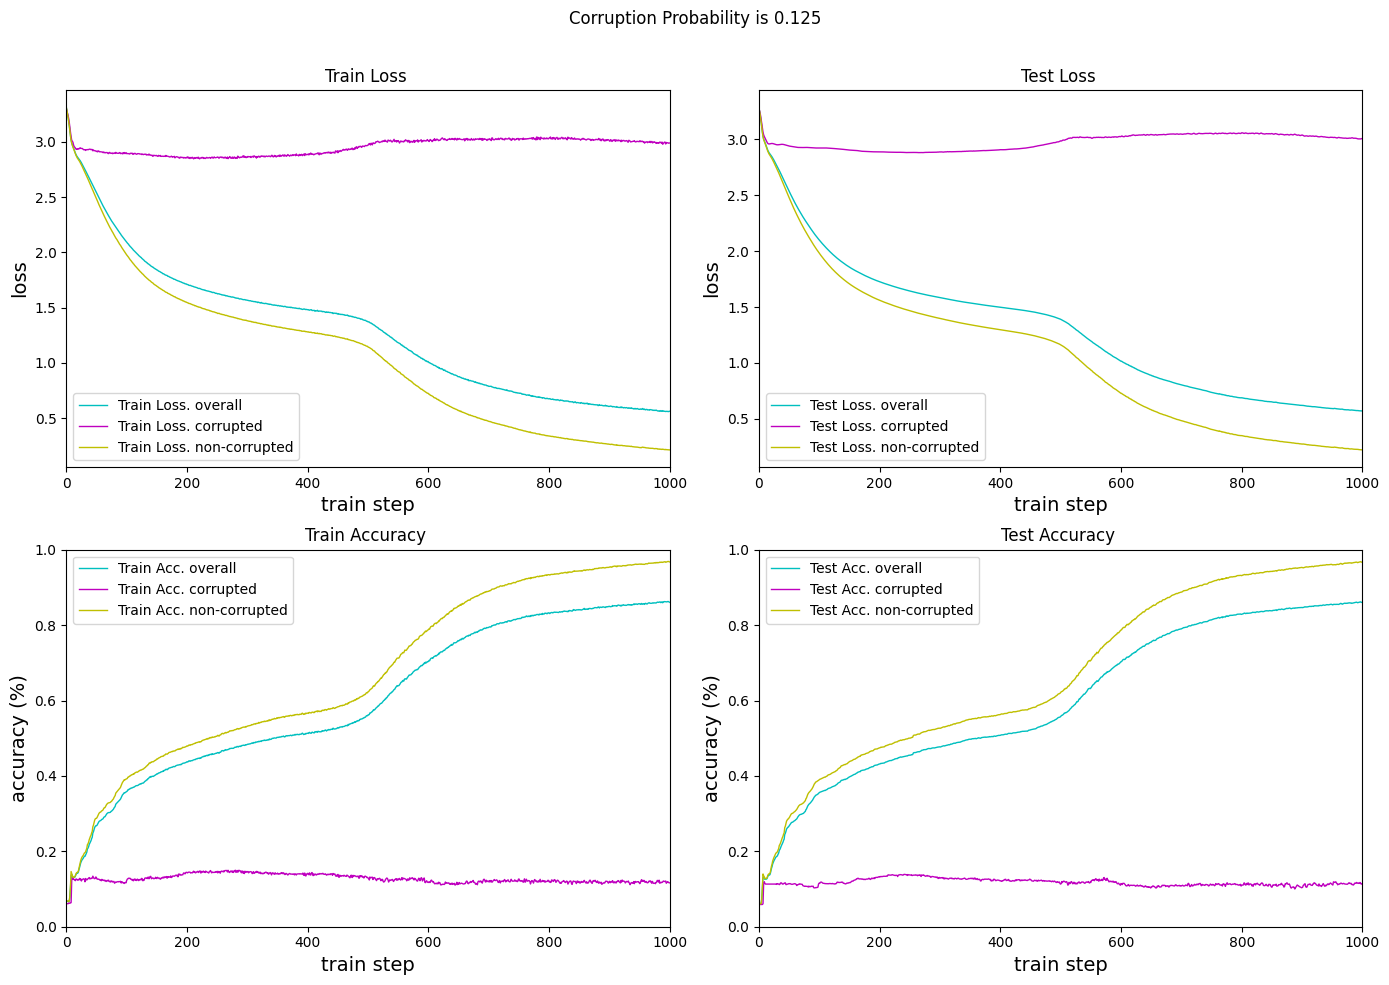 Corruption Probability is 0.125
Train Loss
loss
3.0
2.5
2.0
1.5
1.0
0.5
Train Loss. overall
Train Loss. corrupted
Train Loss. non-corrupted
0 200 400 600 800 1000
train step
Test Loss
loss
3.0
2.5
2.0
1.5
1.0
0.5
Test Loss. overall
Test Loss. corrupted
Test Loss. non-corrupted
0 200 400 600 800 1000
train step
Train Accuracy
accuracy (%)
1.0
0.8
0.6
0.4
0.2
0.0
Train Acc. overall
Train Acc. corrupted
Train Acc. non-corrupted
0 200 400 600 800 1000
train step
Test Accuracy
accuracy (%)
1.0
0.8
0.6
0.4
0.2
0.0
Test Acc. overall
Test Acc. corrupted
Test Acc. non-corrupted
0 200 400 600 800 1000
train step